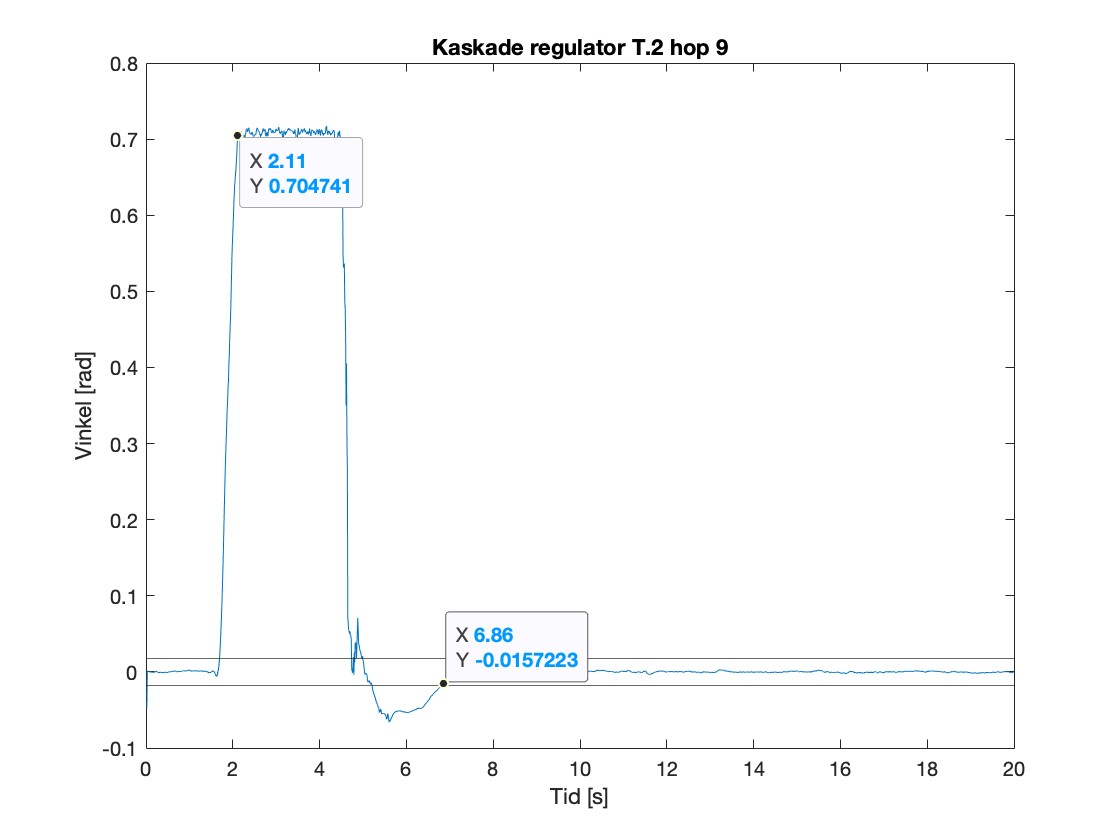 Kaskade regulator T.2 hop 9
0.8
0.7
0.6
0.5
0.4
0.3
0.2
0.1
0
-0.1
Vinkel [rad]
X 2.11
Y 0.704741
X 6.86
Y -0.0157223
0 2 4 6 8 10 12 14 16 18 20
Tid [s]